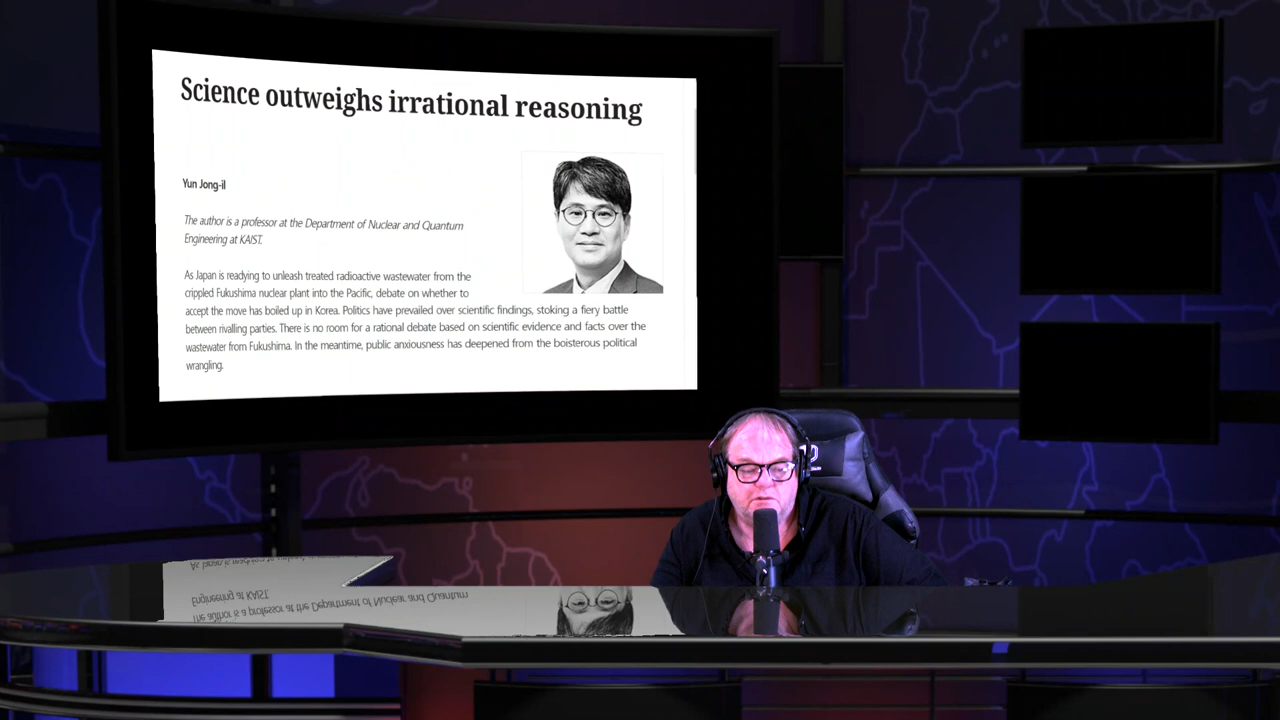 Science outweighs irrational reasoning
Yun Jong-il
The author is a professor at the Department of Nuclear and Quantum
Engineering at KAIST.
As Japan is readying to unleash treated radioactive wastewater from the
crippled Fukushima nuclear plant into the Pacific, debate on whether to
accept the move has boiled up in Korea. Politics have prevailed over scientific findings, stoking a fiery battle
between rivalling parties. There is no room for a rational debate based on scientific evidence and facts over the
wastewater from Fukushima. In the meantime, public anxiousness has deepened from the boisterous political
wrangling.